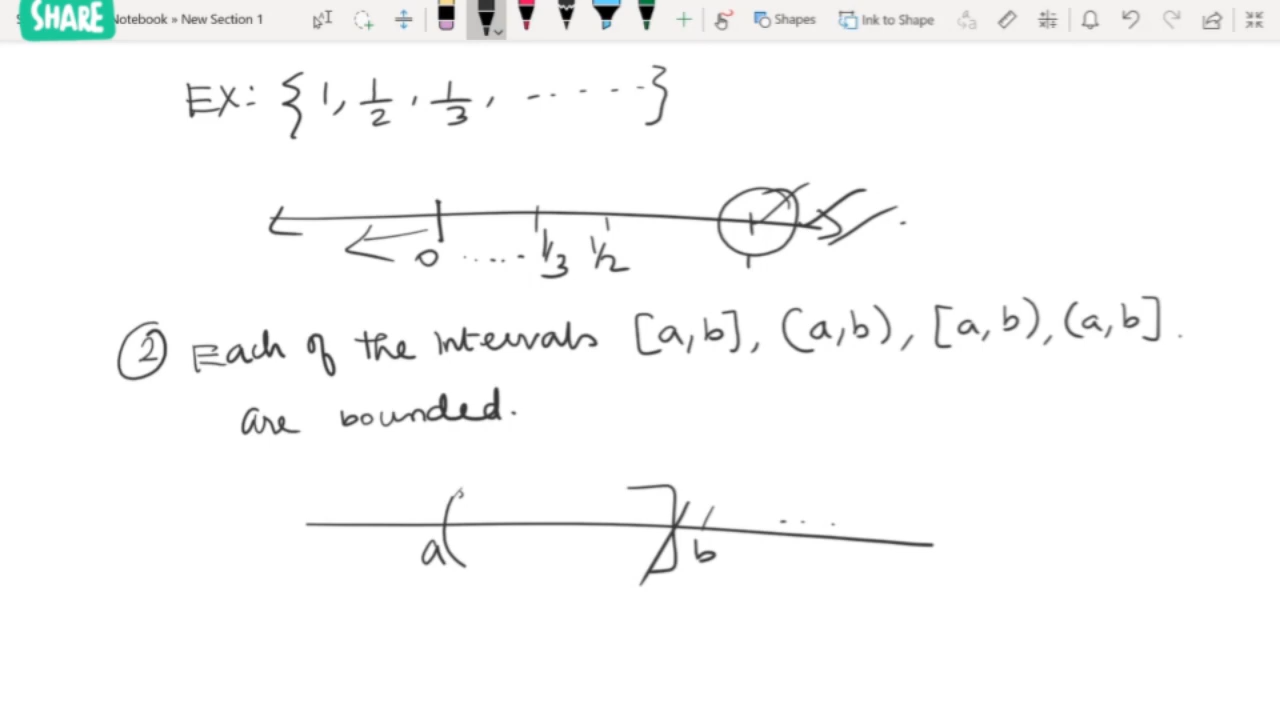 SHARE
Notebook » New Section 1
Shapes
Ink to Shape
EX: { 1, 1/2, 1/3, ...... }
0 ..... 1/3 1/2 1
② Each of the intervals [a,b], (a,b), [a,b), (a,b].
are bounded.
a ( ] b ...